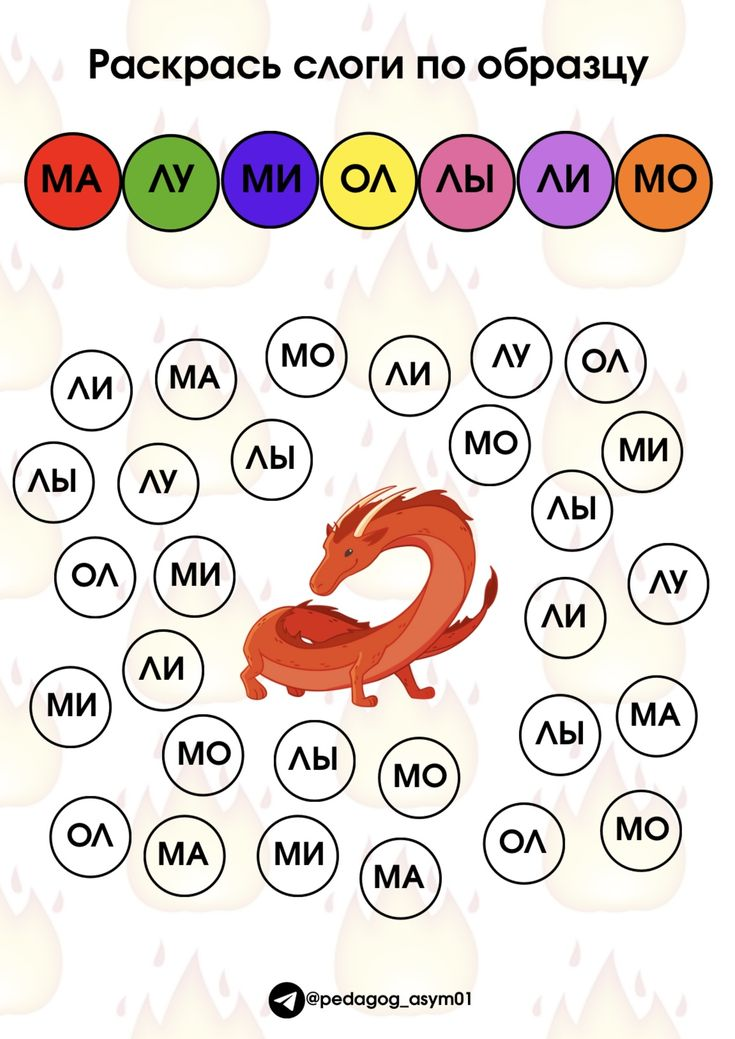 Раскрась слоги по образцу
МА ЛУ МИ ОЛ ЛЫ ЛИ МО
ЛИ МА МО ЛИ ЛУ ОЛ
ЛЫ ЛУ ЛЫ МО МИ
ЛЫ
ОЛ МИ ЛИ ЛУ
ЛИ
МИ ЛЫ МА
МО ЛЫ МО
ОЛ МА МИ МА ОЛ МО
@pedagog_asym01